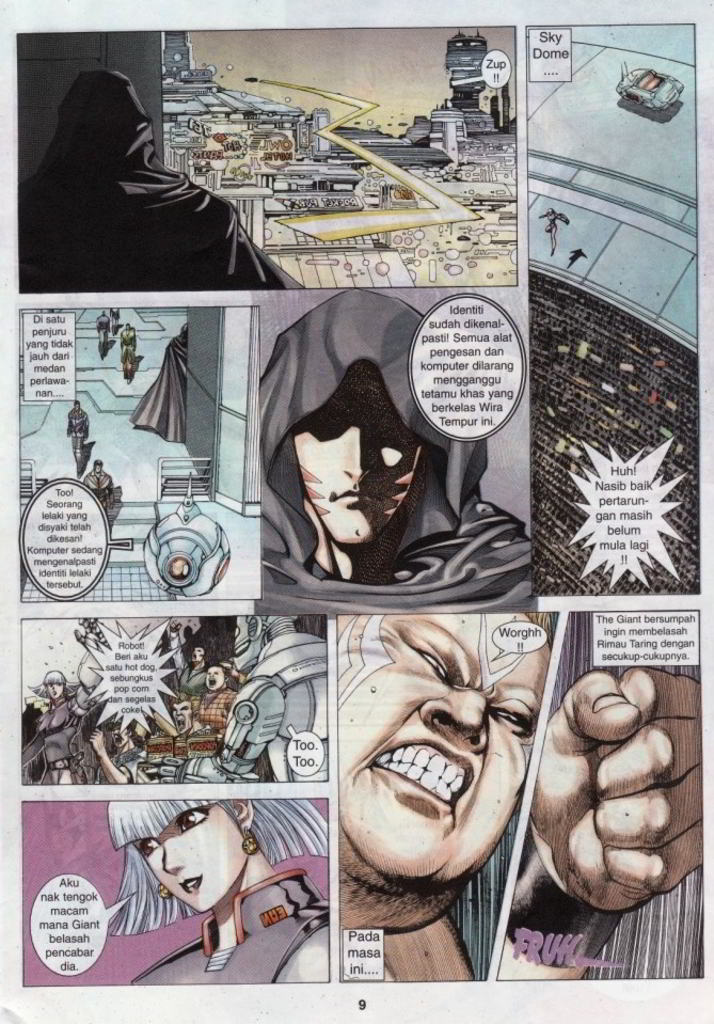 Zup
!!
Sky
Dome
....
Di satu
penjuru
yang tidak
jauh dari
medan
perlawa-
nan....
Too!
Seorang
lelaki yang
disyaki telah
dikesan!
Komputer sedang
mengenalpasti
identiti lelaki
tersebut.
Identiti
sudah dikenal-
pasti! Semua alat
pengesan dan
komputer dilarang
mengganggu
tetamu khas yang
berkelas Wira
Tempur ini.
Huh!
Nasib baik
pertarun-
gan masih
belum
mula lagi
!!
Robot!
Beri aku
satu hot dog,
sebungkus
pop corn
dan segelas
coke!
Too.
Too.
Aku
nak tengok
macam
mana Giant
belasah
pencabar
dia.
Worghh
!!
Pada
masa
ini....
The Giant bersumpah
ingin membelasah
Rimau Taring dengan
secukup-cukupnya.
FRUH
9